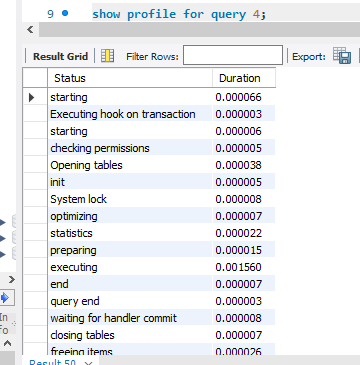 9 show profile for query 4;
Result Grid Filter Rows: Export:
Status Duration
starting 0.000066
Executing hook on transaction 0.000003
starting 0.000006
checking permissions 0.000005
Opening tables 0.000038
init 0.000005
System lock 0.000008
optimizing 0.000007
statistics 0.000022
preparing 0.000015
executing 0.001560
end 0.000007
query end 0.000003
waiting for handler commit 0.000008
closing tables 0.000007
freeing items 0.000026
In
fo
Result 50